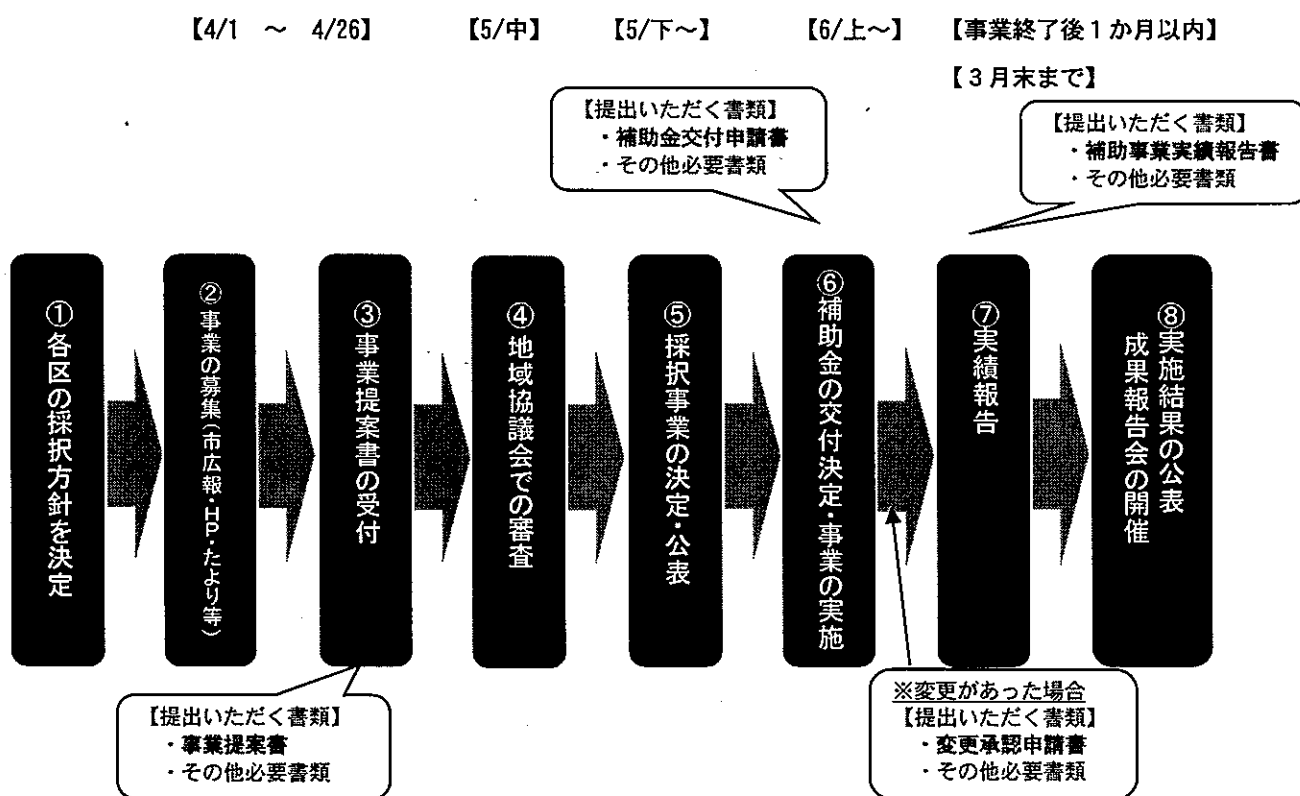 【4/1 ～ 4/26】
【5/中】
【5/下～】
【6/上～】
【事業終了後１か月以内】
【３月末まで】
【提出いただく書類】
・補助金交付申請書
・その他必要書類
【提出いただく書類】
・補助事業実績報告書
・その他必要書類
①各区の採択方針を決定
②事業の募集（市広報・HP・たより等）
③事業提案書の受付
④地域協議会での審査
⑤採択事業の決定・公表
⑥補助金の交付決定・事業の実施
⑦実績報告
⑧実施結果の公表
成果報告会の開催
【提出いただく書類】
・事業提案書
・その他必要書類
※変更があった場合
【提出いただく書類】
・変更承認申請書
・その他必要書類